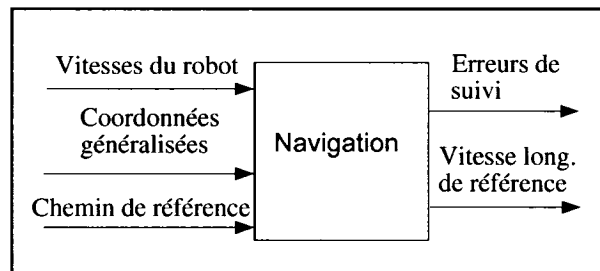 Vitesses du robot
Coordonnées
généralisées
Chemin de référence
Navigation
Erreurs de
suivi
Vitesse long.
de référence